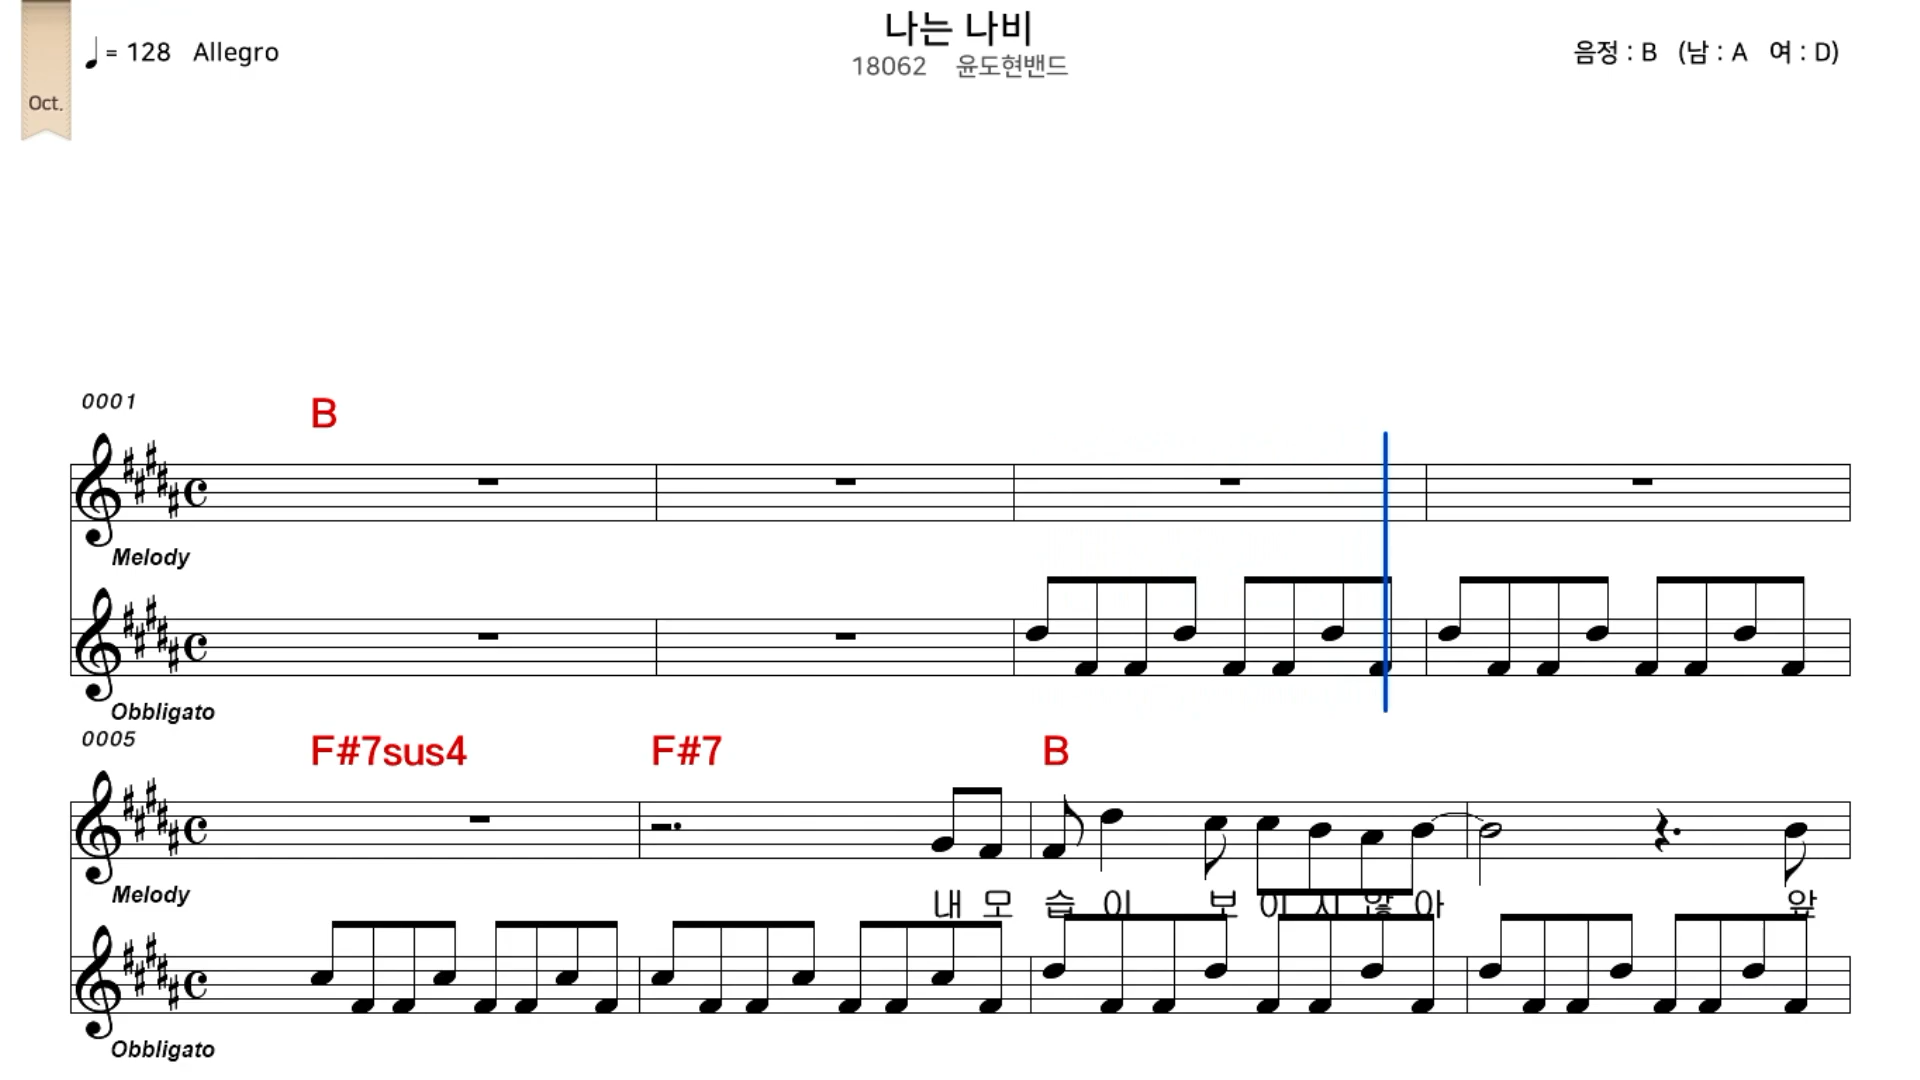 나는 나비
♩ = 128 Allegro
18062 윤도현밴드
음정 : B (남 : A 여 : D)
Oct.
0001
B
Melody
Obbligato
0005
F#7sus4 F#7 B
Melody
내 모 습 이 보 이 지 않 아 앞
Obbligato